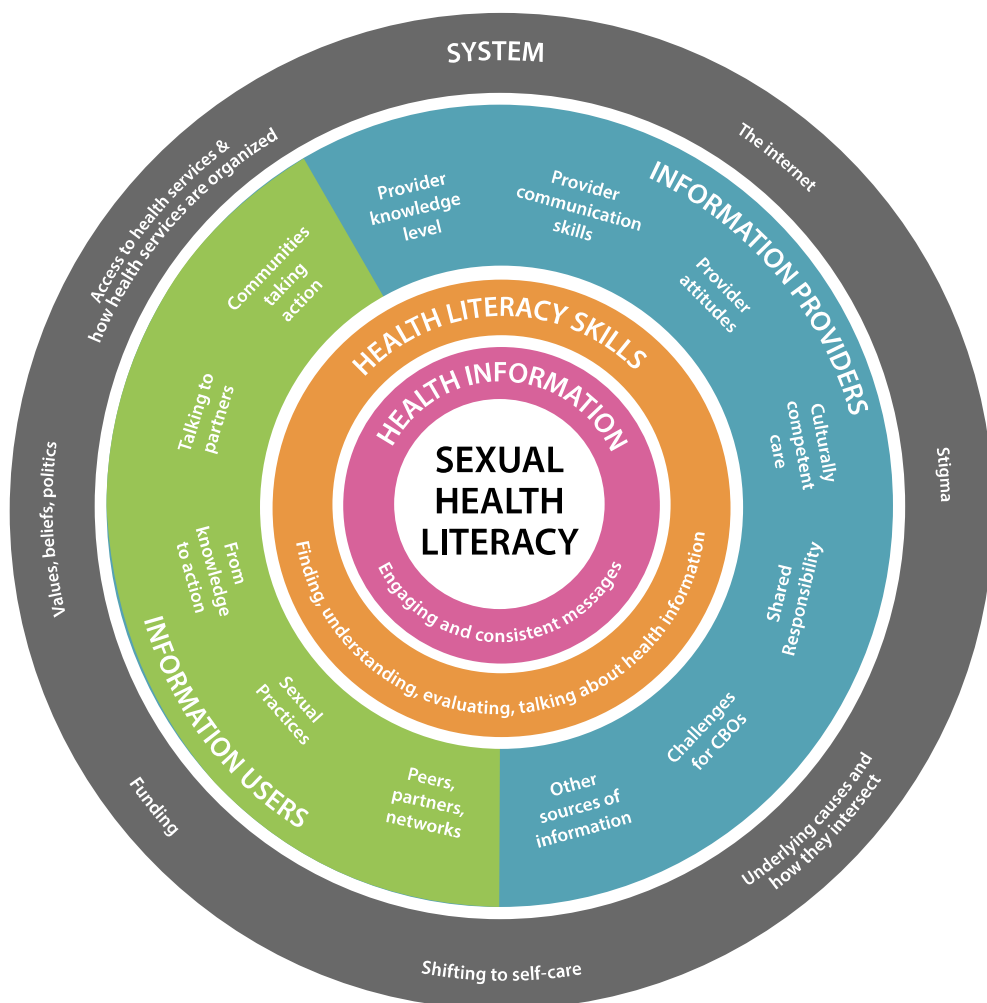 SYSTEM
The internet
Stigma
Underlying causes and
how they intersect
Shifting to self-care
Funding
Values, beliefs, politics
Access to health services &
how health services are organized
INFORMATION PROVIDERS
Provider
knowledge
level
Provider
communication
skills
Provider
attitudes
Culturally
competent
care
Shared
Responsibility
Challenges
for CBOs
Other
sources of
information
INFORMATION USERS
Communities
taking
action
Talking to
partners
From
knowledge
to action
Sexual
Practices
Peers,
partners,
networks
HEALTH LITERACY SKILLS
Finding, understanding, evaluating, talking about health information
HEALTH INFORMATION
Engaging and consistent messages
SEXUAL
HEALTH
LITERACY